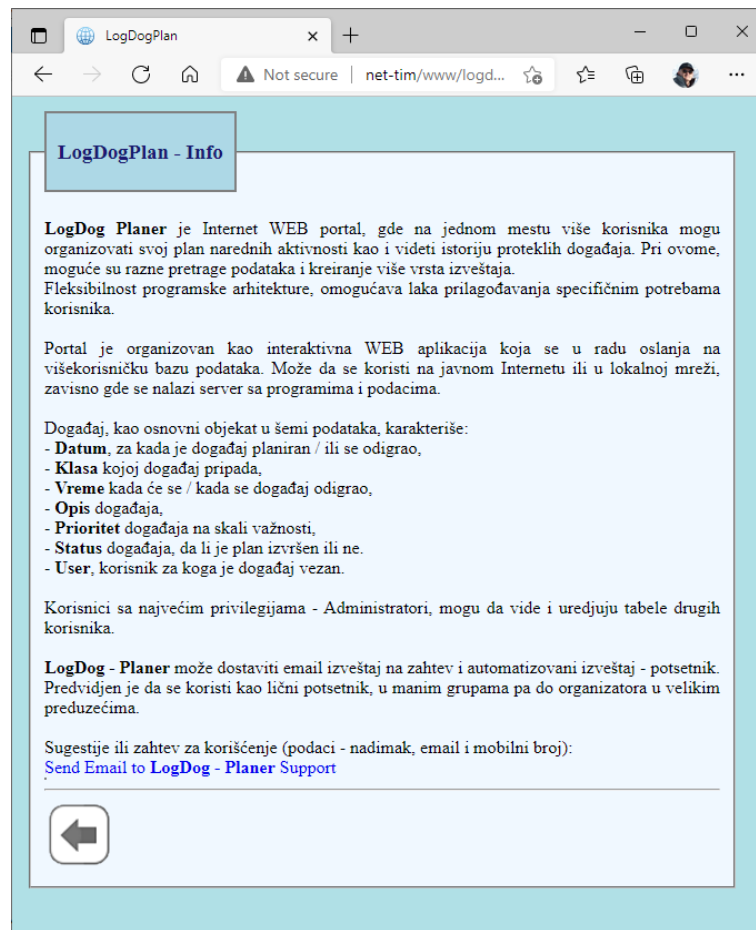 LogDogPlan
Not secure | net-tim/www/logd...
LogDogPlan - Info
LogDog Planer je Internet WEB portal, gde na jednom mestu više korisnika mogu
organizovati svoj plan narednih aktivnosti kao i videti istoriju proteklih događaja. Pri ovome,
moguće su razne pretrage podataka i kreiranje više vrsta izveštaja.
Fleksibilnost programske arhitekture, omogućava laka prilagođavanja specifičnim potrebama
korisnika.
Portal je organizovan kao interaktivna WEB aplikacija koja se u radu oslanja na
višekorisničku bazu podataka. Može da se koristi na javnom Internetu ili u lokalnoj mreži,
zavisno gde se nalazi server sa programima i podacima.
Događaj, kao osnovni objekat u šemi podataka, karakteriše:
- Datum, za kada je događaj planiran / ili se odigrao,
- Klasa kojoj događaj pripada,
- Vreme kada će se / kada se događaj odigrao,
- Opis događaja,
- Prioritet događaja na skali važnosti,
- Status događaja, da li je plan izvršen ili ne.
- User, korisnik za koga je događaj vezan.
Korisnici sa najvećim privilegijama - Administratori, mogu da vide i uredjuju tabele drugih
korisnika.
LogDog - Planer može dostaviti email izveštaj na zahtev i automatizovani izveštaj - potsetnik.
Predvidjen je da se koristi kao lični potsetnik, u manim grupama pa do organizatora u velikim
preduzećima.
Sugestije ili zahtev za korišćenje (podaci - nadimak, email i mobilni broj):
Send Email to LogDog - Planer Support